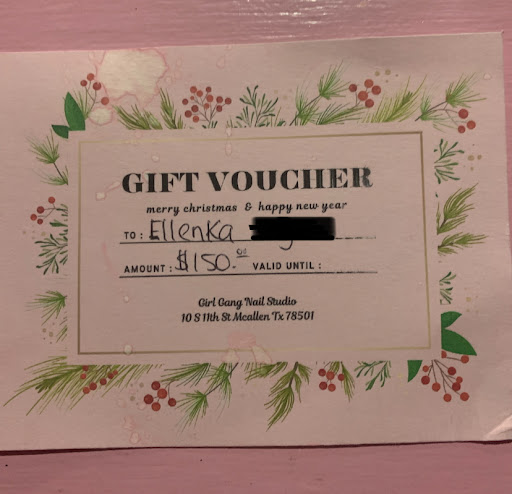 GIFT VOUCHER
merry christmas & happy new year
TO: Ellenka
AMOUNT: $150.00 VALID UNTIL:
Girl Gang Nail Studio
10 S 11th St Mcallen Tx 78501